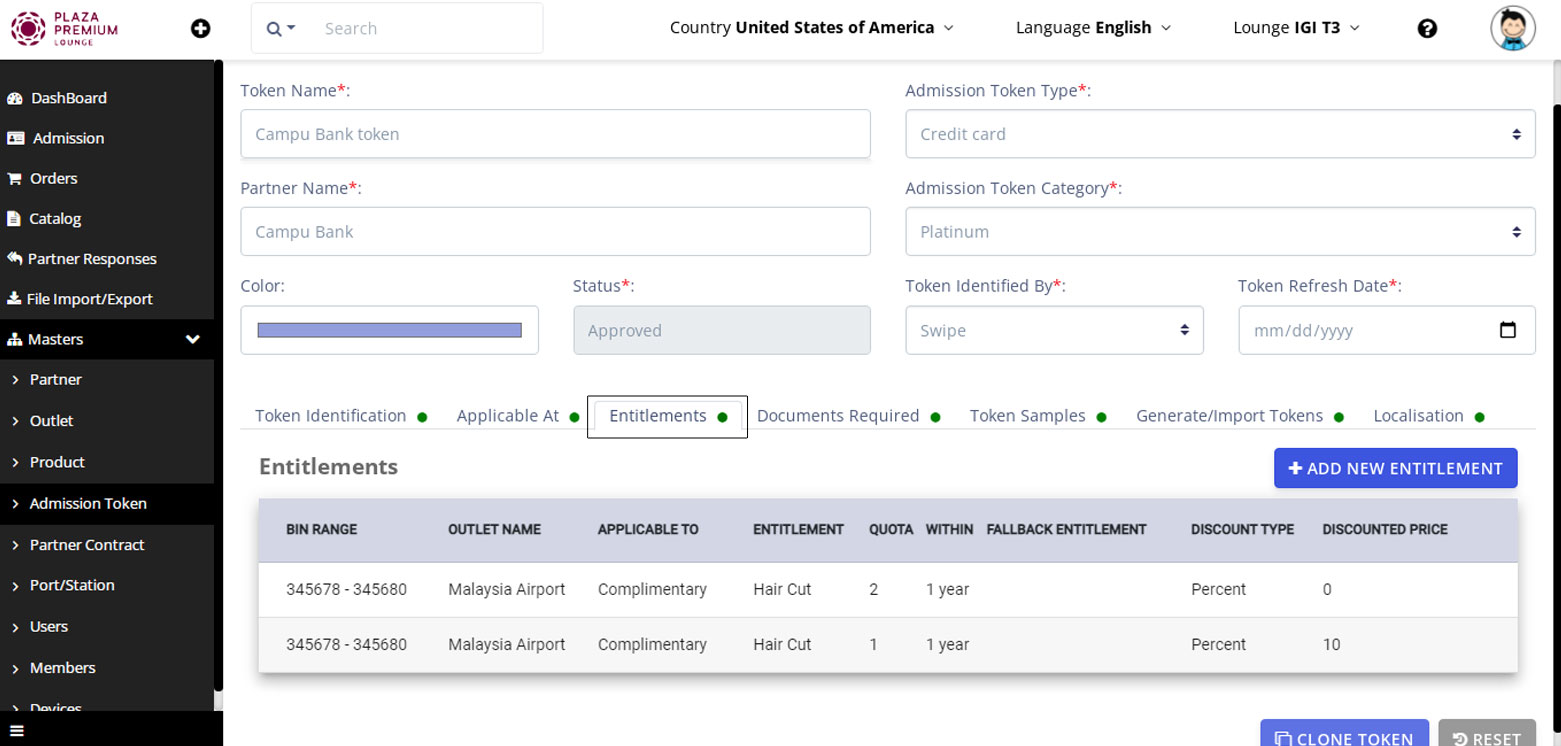 PLAZA
PREMIUM
LOUNGE
Search
Country United States of America
Language English
Lounge IGI T3
DashBoard
Admission
Orders
Catalog
Partner Responses
File Import/Export
Masters
Partner
Outlet
Product
Admission Token
Partner Contract
Port/Station
Users
Members
Devices
Token Name*:
Admission Token Type*:
Campu Bank token
Credit card
Partner Name*:
Admission Token Category*:
Campu Bank
Platinum
Color:
Status*:
Token Identified By*:
Token Refresh Date*:
Approved
Swipe
mm/dd/yyyy
Token Identification
Applicable At
Entitlements
Documents Required
Token Samples
Generate/Import Tokens
Localisation
Entitlements
ADD NEW ENTITLEMENT
BIN RANGE OUTLET NAME APPLICABLE TO ENTITLEMENT QUOTA WITHIN FALLBACK ENTITLEMENT DISCOUNT TYPE DISCOUNTED PRICE
345678 - 345680 Malaysia Airport Complimentary Hair Cut 2 1 year Percent 0
345678 - 345680 Malaysia Airport Complimentary Hair Cut 1 1 year Percent 10
CLONE TOKEN
RESET